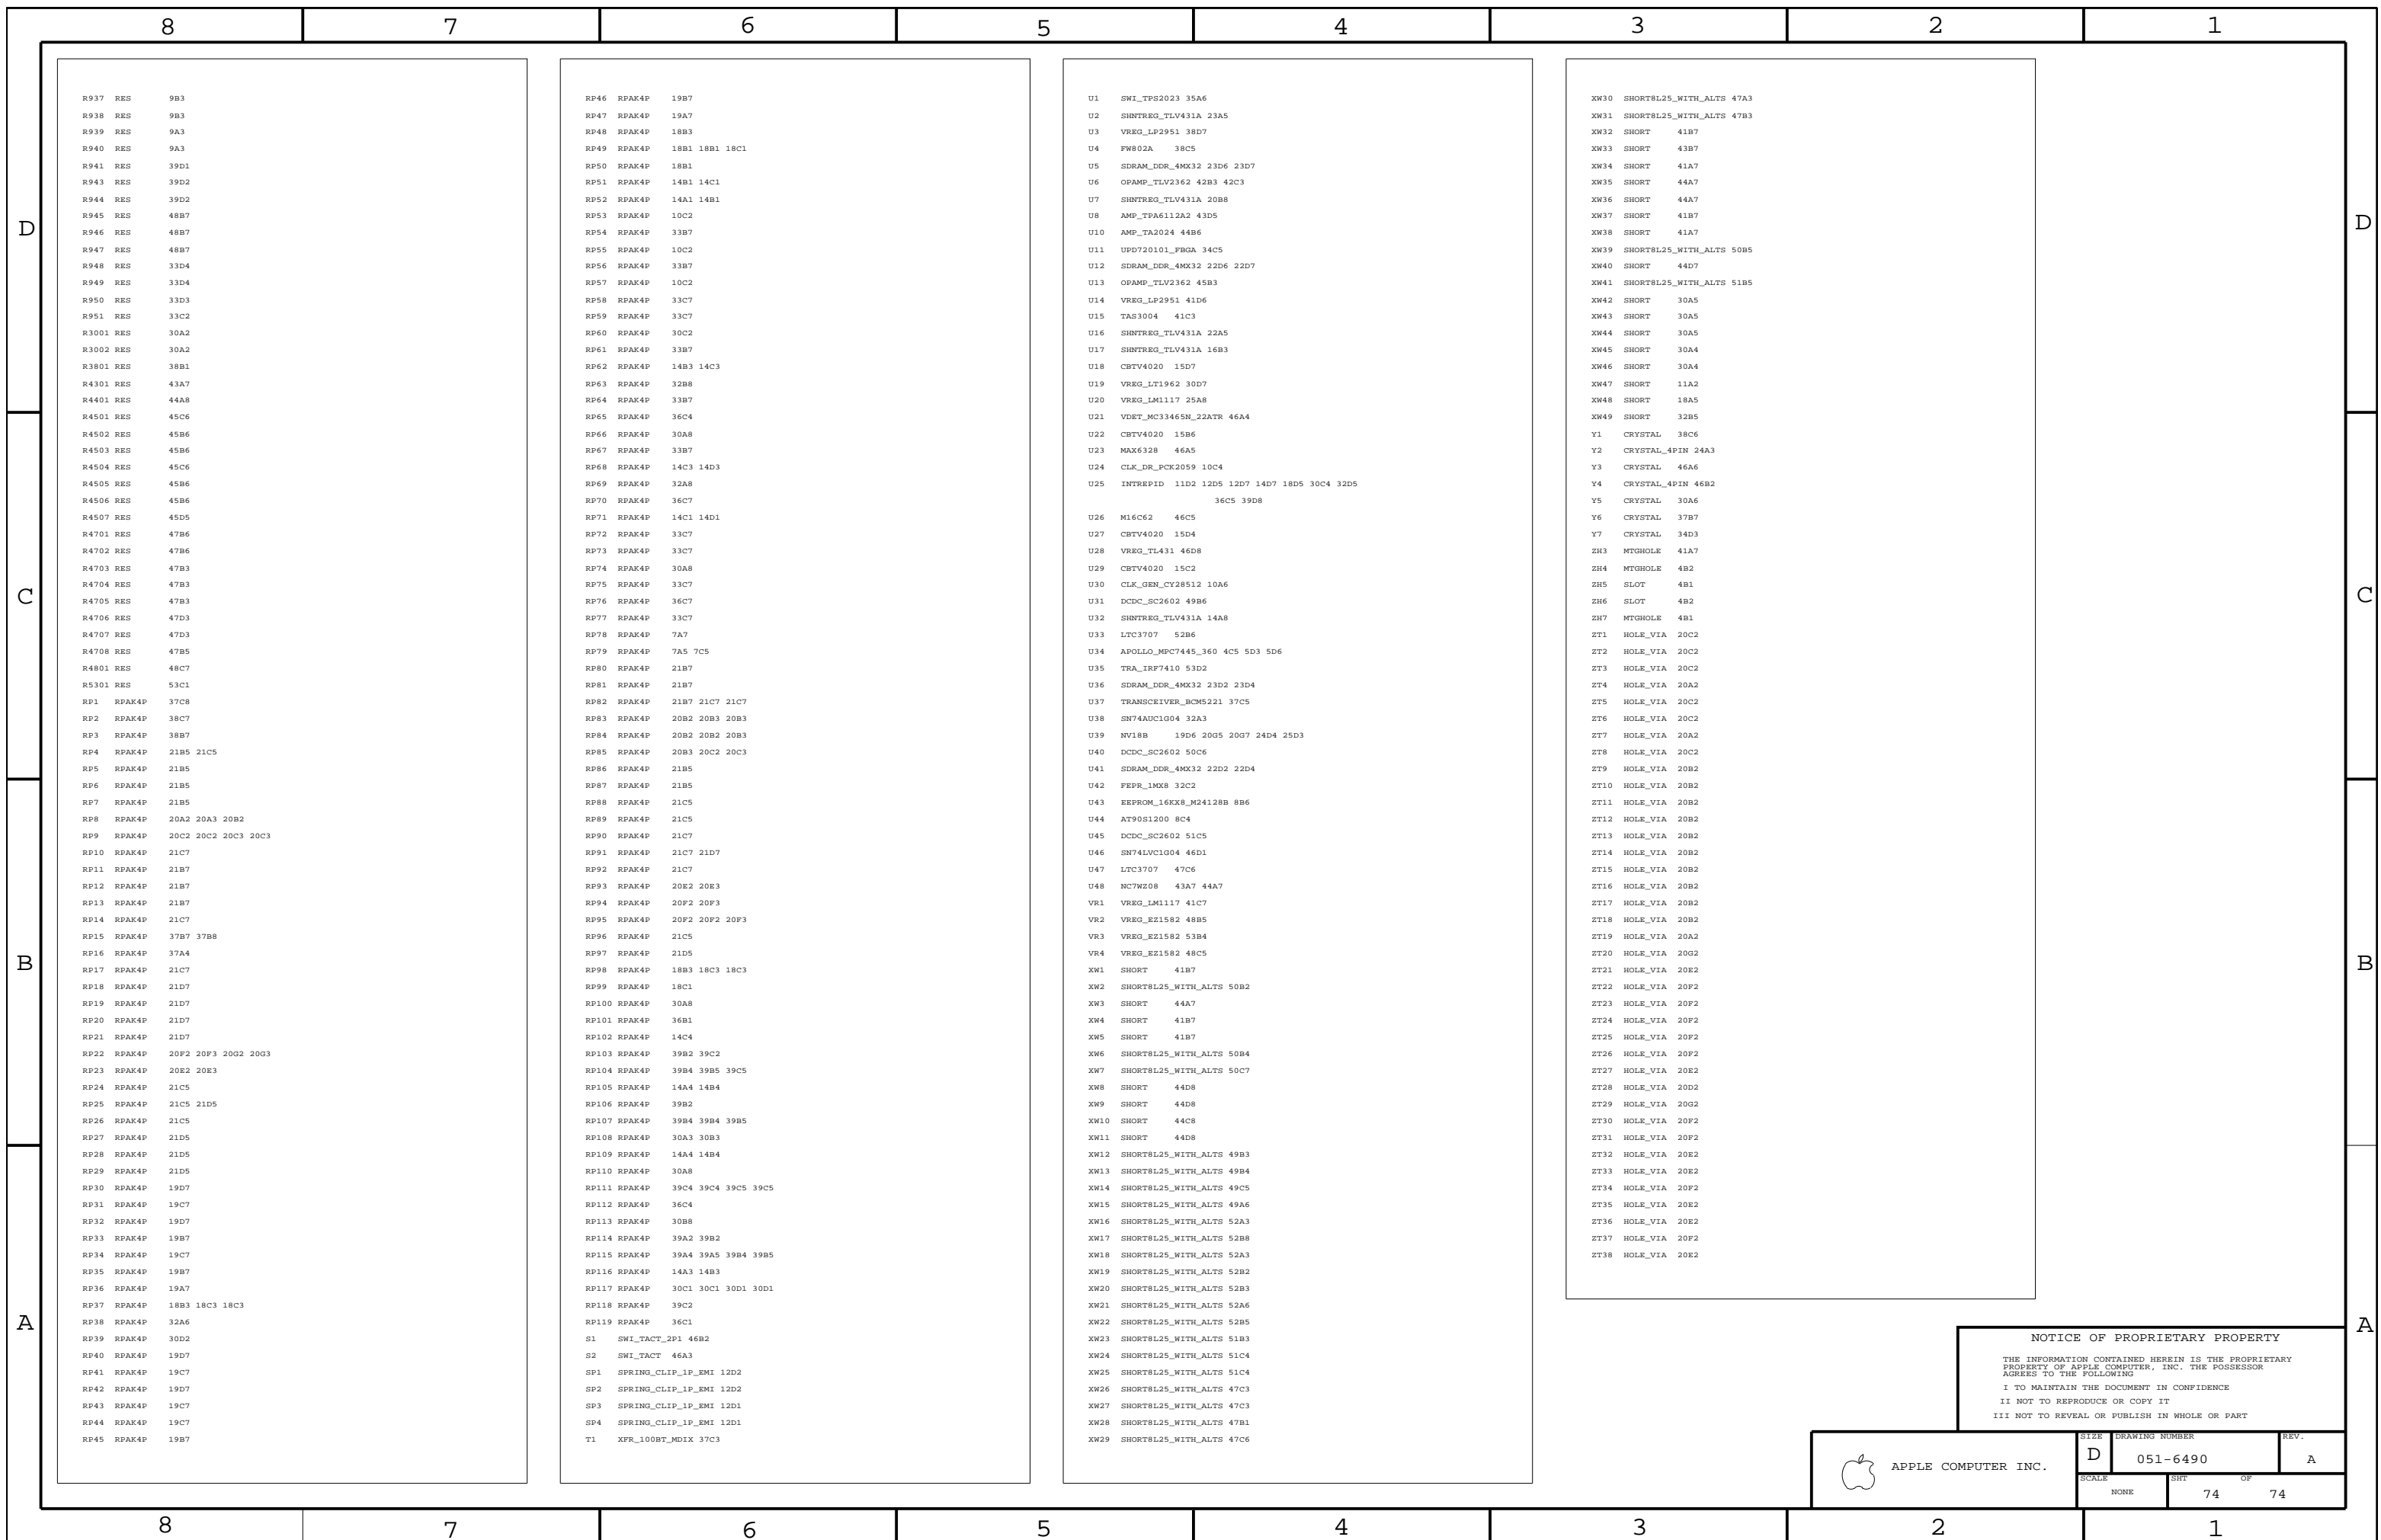 8 7 6 5 4 3 2 1
R937 RES 9B3
R938 RES 9B3
R939 RES 9A3
R940 RES 9A3
R941 RES 39D1
R943 RES 39D2
R944 RES 39D2
R945 RES 48B7
R946 RES 48B7
R947 RES 48B7
R948 RES 33D4
R949 RES 33D4
R950 RES 33D3
R951 RES 33C2
R3001 RES 30A2
R3002 RES 30A2
R3801 RES 38B1
R4301 RES 43A7
R4401 RES 44A8
R4501 RES 45C6
R4502 RES 45B6
R4503 RES 45B6
R4504 RES 45C6
R4505 RES 45B6
R4506 RES 45B6
R4507 RES 45D5
R4701 RES 47B6
R4702 RES 47B6
R4703 RES 47B3
R4704 RES 47B3
R4705 RES 47B3
R4706 RES 47D3
R4707 RES 47D3
R4708 RES 47B5
R4801 RES 48C7
R5301 RES 53C1
RP1 RPAK4P 37C8
RP2 RPAK4P 38C7
RP3 RPAK4P 38B7
RP4 RPAK4P 21B5 21C5
RP5 RPAK4P 21B5
RP6 RPAK4P 21B5
RP7 RPAK4P 21B5
RP8 RPAK4P 20A2 20A3 20B2
RP9 RPAK4P 20C2 20C2 20C3 20C3
RP10 RPAK4P 21C7
RP11 RPAK4P 21B7
RP12 RPAK4P 21B7
RP13 RPAK4P 21B7
RP14 RPAK4P 21C7
RP15 RPAK4P 37B7 37B8
RP16 RPAK4P 37A4
RP17 RPAK4P 21C7
RP18 RPAK4P 21D7
RP19 RPAK4P 21D7
RP20 RPAK4P 21D7
RP21 RPAK4P 21D7
RP22 RPAK4P 20F2 20F3 20G2 20G3
RP23 RPAK4P 20E2 20E3
RP24 RPAK4P 21C5
RP25 RPAK4P 21C5 21D5
RP26 RPAK4P 21C5
RP27 RPAK4P 21D5
RP28 RPAK4P 21D5
RP29 RPAK4P 21D5
RP30 RPAK4P 19D7
RP31 RPAK4P 19C7
RP32 RPAK4P 19D7
RP33 RPAK4P 19B7
RP34 RPAK4P 19C7
RP35 RPAK4P 19B7
RP36 RPAK4P 19A7
RP37 RPAK4P 18B3 18C3 18C3
RP38 RPAK4P 32A6
RP39 RPAK4P 30D2
RP40 RPAK4P 19D7
RP41 RPAK4P 19C7
RP42 RPAK4P 19D7
RP43 RPAK4P 19C7
RP44 RPAK4P 19C7
RP45 RPAK4P 19B7
RP46 RPAK4P 19B7
RP47 RPAK4P 19A7
RP48 RPAK4P 18B3
RP49 RPAK4P 18B1 18B1 18C1
RP50 RPAK4P 18B1
RP51 RPAK4P 14B1 14C1
RP52 RPAK4P 14A1 14B1
RP53 RPAK4P 10C2
RP54 RPAK4P 33B7
RP55 RPAK4P 10C2
RP56 RPAK4P 33B7
RP57 RPAK4P 10C2
RP58 RPAK4P 33C7
RP59 RPAK4P 33C7
RP60 RPAK4P 30C2
RP61 RPAK4P 33B7
RP62 RPAK4P 14B3 14C3
RP63 RPAK4P 32B8
RP64 RPAK4P 33B7
RP65 RPAK4P 36C4
RP66 RPAK4P 30A8
RP67 RPAK4P 33B7
RP68 RPAK4P 14C3 14D3
RP69 RPAK4P 32A8
RP70 RPAK4P 36C7
RP71 RPAK4P 14C1 14D1
RP72 RPAK4P 33C7
RP73 RPAK4P 33C7
RP74 RPAK4P 30A8
RP75 RPAK4P 33C7
RP76 RPAK4P 36C7
RP77 RPAK4P 33C7
RP78 RPAK4P 7A7
RP79 RPAK4P 7A5 7C5
RP80 RPAK4P 21B7
RP81 RPAK4P 21B7
RP82 RPAK4P 21B7 21C7 21C7
RP83 RPAK4P 20B2 20B3 20B3
RP84 RPAK4P 20B2 20B2 20B3
RP85 RPAK4P 20B3 20C2 20C3
RP86 RPAK4P 21B5
RP87 RPAK4P 21B5
RP88 RPAK4P 21C5
RP89 RPAK4P 21C5
RP90 RPAK4P 21C7
RP91 RPAK4P 21C7 21D7
RP92 RPAK4P 21C7
RP93 RPAK4P 20E2 20E3
RP94 RPAK4P 20F2 20F3
RP95 RPAK4P 20F2 20F2 20F3
RP96 RPAK4P 21C5
RP97 RPAK4P 21D5
RP98 RPAK4P 18B3 18C3 18C3
RP99 RPAK4P 18C1
RP100 RPAK4P 30A8
RP101 RPAK4P 36B1
RP102 RPAK4P 14C4
RP103 RPAK4P 39B2 39C2
RP104 RPAK4P 39B4 39B5 39C5
RP105 RPAK4P 14A4 14B4
RP106 RPAK4P 39B2
RP107 RPAK4P 39B4 39B4 39B5
RP108 RPAK4P 30A3 30B3
RP109 RPAK4P 14A4 14B4
RP110 RPAK4P 30A8
RP111 RPAK4P 39C4 39C4 39C5 39C5
RP112 RPAK4P 36C4
RP113 RPAK4P 30B8
RP114 RPAK4P 39A2 39B2
RP115 RPAK4P 39A4 39A5 39B4 39B5
RP116 RPAK4P 14A3 14B3
RP117 RPAK4P 30C1 30C1 30D1 30D1
RP118 RPAK4P 39C2
RP119 RPAK4P 36C1
S1 SWI_TACT_2P1 46B2
S2 SWI_TACT 46A3
SP1 SPRING_CLIP_1P_EMI 12D2
SP2 SPRING_CLIP_1P_EMI 12D2
SP3 SPRING_CLIP_1P_EMI 12D1
SP4 SPRING_CLIP_1P_EMI 12D1
T1 XFR_100BT_MDIX 37C3
U1 SWI_TPS2023 35A6
U2 SHNTREG_TLV431A 23A5
U3 VREG_LP2951 38D7
U4 FW802A 38C5
U5 SDRAM_DDR_4MX32 23D6 23D7
U6 OPAMP_TLV2362 42B3 42C3
U7 SHNTREG_TLV431A 20B8
U8 AMP_TPA6112A2 43D5
U10 AMP_TA2024 44B6
U11 UPD720101_FBGA 34C5
U12 SDRAM_DDR_4MX32 22D6 22D7
U13 OPAMP_TLV2362 45B3
U14 VREG_LP2951 41D6
U15 TAS3004 41C3
U16 SHNTREG_TLV431A 22A5
U17 SHNTREG_TLV431A 16B3
U18 CBTV4020 15D7
U19 VREG_LT1962 30D7
U20 VREG_LM1117 25A8
U21 VDET_MC33465N_22ATR 46A4
U22 CBTV4020 15B6
U23 MAX6328 46A5
U24 CLK_DR_PCK2059 10C4
U25 INTREPID 11D2 12D5 12D7 14D7 18D5 30C4 32D5
36C5 39D8
U26 M16C62 46C5
U27 CBTV4020 15D4
U28 VREG_TL431 46D8
U29 CBTV4020 15C2
U30 CLK_GEN_CY28512 10A6
U31 DCDC_SC2602 49B6
U32 SHNTREG_TLV431A 14A8
U33 LTC3707 52B6
U34 APOLLO_MPC7445_360 4C5 5D3 5D6
U35 TRA_IRF7410 53D2
U36 SDRAM_DDR_4MX32 23D2 23D4
U37 TRANSCEIVER_BCM5221 37C5
U38 SN74AUC1G04 32A3
U39 NV18B 19D6 20G5 20G7 24D4 25D3
U40 DCDC_SC2602 50C6
U41 SDRAM_DDR_4MX32 22D2 22D4
U42 FEPR_1MX8 32C2
U43 EEPROM_16KX8_M24128B 8B6
U44 AT90S1200 8C4
U45 DCDC_SC2602 51C5
U46 SN74LVC1G04 46D1
U47 LTC3707 47C6
U48 NC7WZ08 43A7 44A7
VR1 VREG_LM1117 41C7
VR2 VREG_EZ1582 48B5
VR3 VREG_EZ1582 53B4
VR4 VREG_EZ1582 48C5
XW1 SHORT 41B7
XW2 SHORT8L25_WITH_ALTS 50B2
XW3 SHORT 44A7
XW4 SHORT 41B7
XW5 SHORT 41B7
XW6 SHORT8L25_WITH_ALTS 50B4
XW7 SHORT8L25_WITH_ALTS 50C7
XW8 SHORT 44D8
XW9 SHORT 44D8
XW10 SHORT 44C8
XW11 SHORT 44D8
XW12 SHORT8L25_WITH_ALTS 49B3
XW13 SHORT8L25_WITH_ALTS 49B4
XW14 SHORT8L25_WITH_ALTS 49C5
XW15 SHORT8L25_WITH_ALTS 49A6
XW16 SHORT8L25_WITH_ALTS 52A3
XW17 SHORT8L25_WITH_ALTS 52B8
XW18 SHORT8L25_WITH_ALTS 52A3
XW19 SHORT8L25_WITH_ALTS 52B2
XW20 SHORT8L25_WITH_ALTS 52B3
XW21 SHORT8L25_WITH_ALTS 52A6
XW22 SHORT8L25_WITH_ALTS 52B5
XW23 SHORT8L25_WITH_ALTS 51B3
XW24 SHORT8L25_WITH_ALTS 51C4
XW25 SHORT8L25_WITH_ALTS 51C4
XW26 SHORT8L25_WITH_ALTS 47C3
XW27 SHORT8L25_WITH_ALTS 47C3
XW28 SHORT8L25_WITH_ALTS 47B1
XW29 SHORT8L25_WITH_ALTS 47C6
XW30 SHORT8L25_WITH_ALTS 47A3
XW31 SHORT8L25_WITH_ALTS 47B3
XW32 SHORT 41B7
XW33 SHORT 43B7
XW34 SHORT 41A7
XW35 SHORT 44A7
XW36 SHORT 44A7
XW37 SHORT 41B7
XW38 SHORT 41A7
XW39 SHORT8L25_WITH_ALTS 50B5
XW40 SHORT 44D7
XW41 SHORT8L25_WITH_ALTS 51B5
XW42 SHORT 30A5
XW43 SHORT 30A5
XW44 SHORT 30A5
XW45 SHORT 30A4
XW46 SHORT 30A4
XW47 SHORT 11A2
XW48 SHORT 18A5
XW49 SHORT 32B5
Y1 CRYSTAL 38C6
Y2 CRYSTAL_4PIN 24A3
Y3 CRYSTAL 46A6
Y4 CRYSTAL_4PIN 46B2
Y5 CRYSTAL 30A6
Y6 CRYSTAL 37B7
Y7 CRYSTAL 34D3
ZH3 MTGHOLE 41A7
ZH4 MTGHOLE 4B2
ZH5 SLOT 4B1
ZH6 SLOT 4B2
ZH7 MTGHOLE 4B1
ZT1 HOLE_VIA 20C2
ZT2 HOLE_VIA 20C2
ZT3 HOLE_VIA 20C2
ZT4 HOLE_VIA 20A2
ZT5 HOLE_VIA 20C2
ZT6 HOLE_VIA 20C2
ZT7 HOLE_VIA 20A2
ZT8 HOLE_VIA 20C2
ZT9 HOLE_VIA 20B2
ZT10 HOLE_VIA 20B2
ZT11 HOLE_VIA 20B2
ZT12 HOLE_VIA 20B2
ZT13 HOLE_VIA 20B2
ZT14 HOLE_VIA 20B2
ZT15 HOLE_VIA 20B2
ZT16 HOLE_VIA 20B2
ZT17 HOLE_VIA 20B2
ZT18 HOLE_VIA 20B2
ZT19 HOLE_VIA 20A2
ZT20 HOLE_VIA 20G2
ZT21 HOLE_VIA 20E2
ZT22 HOLE_VIA 20F2
ZT23 HOLE_VIA 20F2
ZT24 HOLE_VIA 20F2
ZT25 HOLE_VIA 20F2
ZT26 HOLE_VIA 20F2
ZT27 HOLE_VIA 20E2
ZT28 HOLE_VIA 20D2
ZT29 HOLE_VIA 20G2
ZT30 HOLE_VIA 20F2
ZT31 HOLE_VIA 20F2
ZT32 HOLE_VIA 20E2
ZT33 HOLE_VIA 20E2
ZT34 HOLE_VIA 20F2
ZT35 HOLE_VIA 20E2
ZT36 HOLE_VIA 20E2
ZT37 HOLE_VIA 20F2
ZT38 HOLE_VIA 20E2
D D
C C
B B
A A
NOTICE OF PROPRIETARY PROPERTY
THE INFORMATION CONTAINED HEREIN IS THE PROPRIETARY
PROPERTY OF APPLE COMPUTER, INC. THE POSSESSOR
AGREES TO THE FOLLOWING
I TO MAINTAIN THE DOCUMENT IN CONFIDENCE
II NOT TO REPRODUCE OR COPY IT
III NOT TO REVEAL OR PUBLISH IN WHOLE OR PART
APPLE COMPUTER INC.
SIZE DRAWING NUMBER REV.
D 051-6490 A
SCALE SHT OF
NONE 74 74
8 7 6 5 4 3 2 1